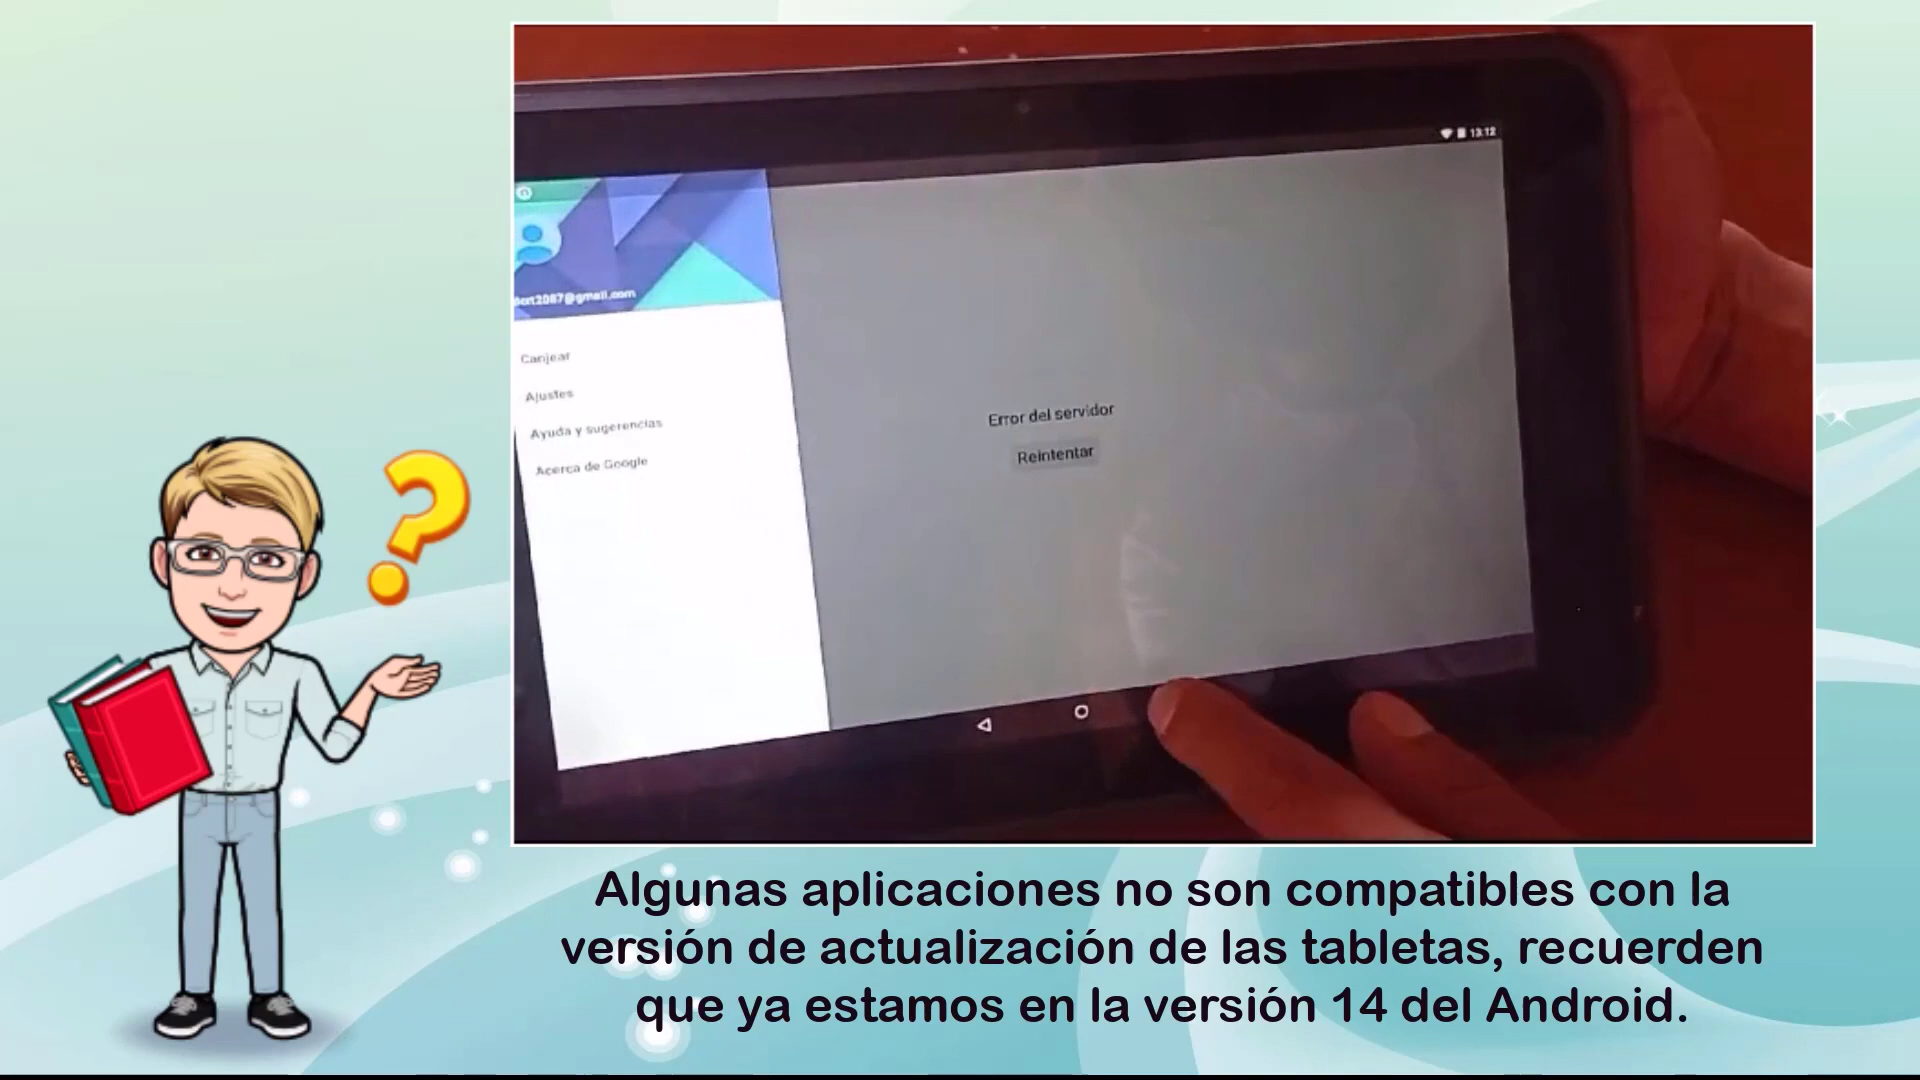 13:12
@gmail.com
Canjear
Ajustes
Ayuda y sugerencias
Acerca de Google
Error del servidor
Reintentar
Algunas aplicaciones no son compatibles con la
versión de actualización de las tabletas, recuerden
que ya estamos en la versión 14 del Android.